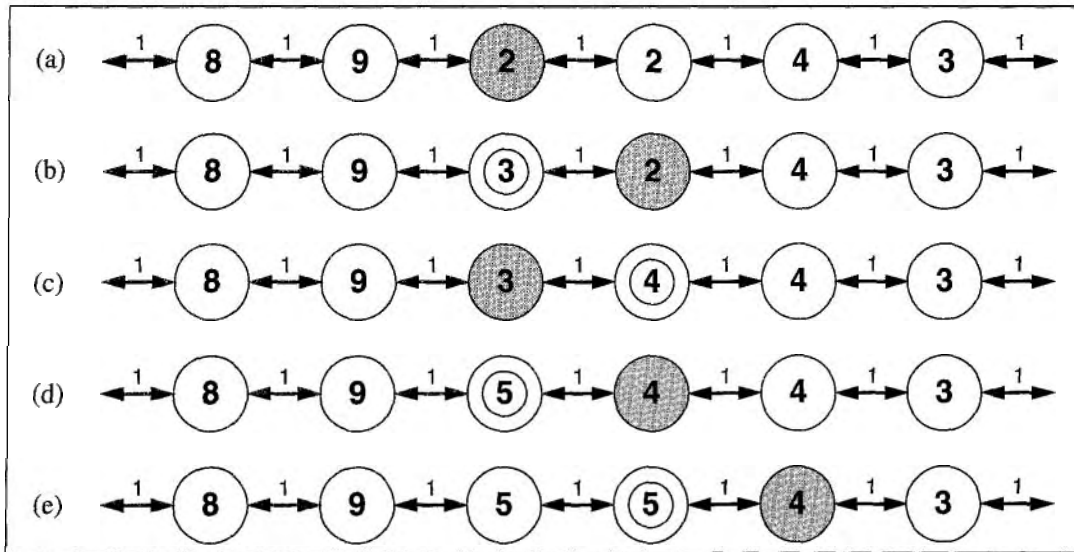 1 1 1 1 1 1 1
(a) 8 9 2 2 4 3
1 1 1 1 1 1 1
(b) 8 9 3 2 4 3
1 1 1 1 1 1 1
(c) 8 9 3 4 4 3
1 1 1 1 1 1 1
(d) 8 9 5 4 4 3
1 1 1 1 1 1 1
(e) 8 9 5 5 4 3